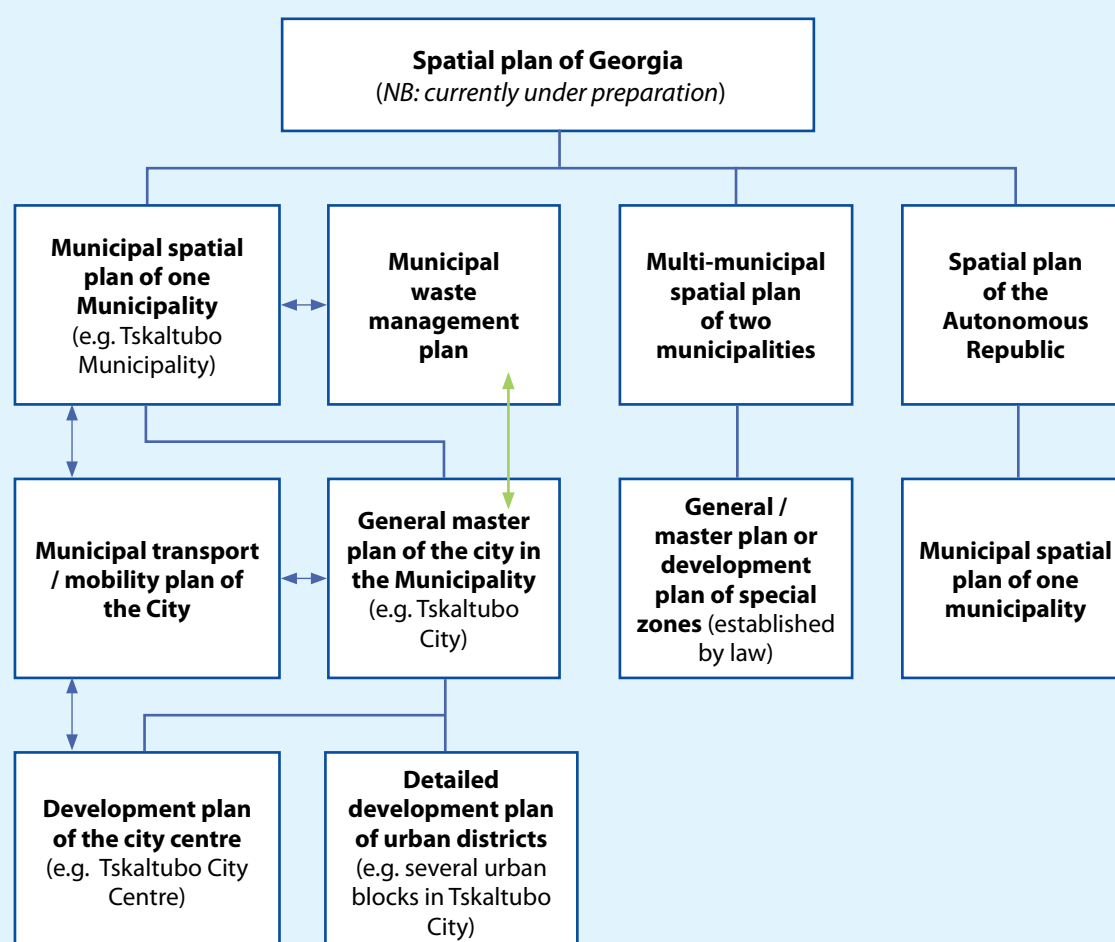 Spatial plan of Georgia
(NB: currently under preparation)
Municipal spatial
plan of one
Municipality
(e.g. Tskaltubo
Municipality)
Municipal
waste
management
plan
Multi-municipal
spatial plan
of two
municipalities
Spatial plan
of the
Autonomous
Republic
Municipal transport
/ mobility plan of
the City
General master
plan of the city in
the Municipality
(e.g. Tskaltubo
City)
General /
master plan or
development
plan of special
zones (established
by law)
Municipal spatial
plan of one
municipality
Development plan
of the city centre
(e.g. Tskaltubo City
Centre)
Detailed
development plan
of urban districts
(e.g. several urban
blocks in Tskaltubo
City)